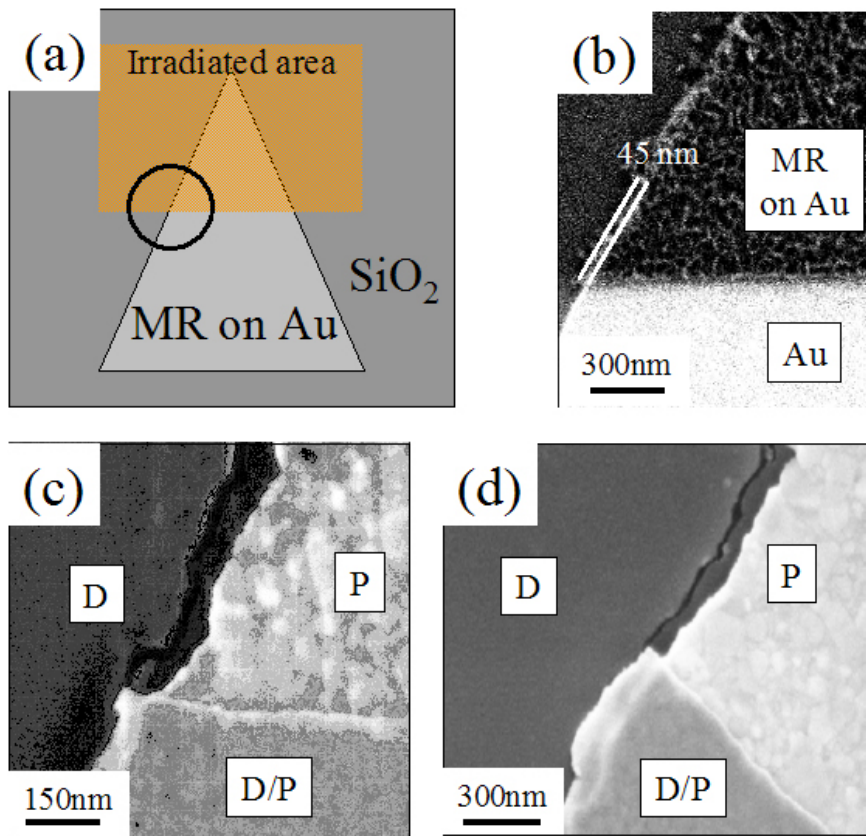 (a)
Irradiated area
SiO₂
MR on Au
(b)
45 nm
MR
on Au
Au
300nm
(c)
D
P
D/P
150nm
(d)
D
P
D/P
300nm